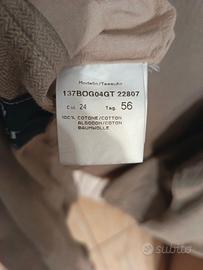 Modello/Tessuto
137BOG04GT 22807
Col. 24 Tag. 56
100% COTONE/COTTON
ALGODON/COTON
BAUMWOLLE
Subito